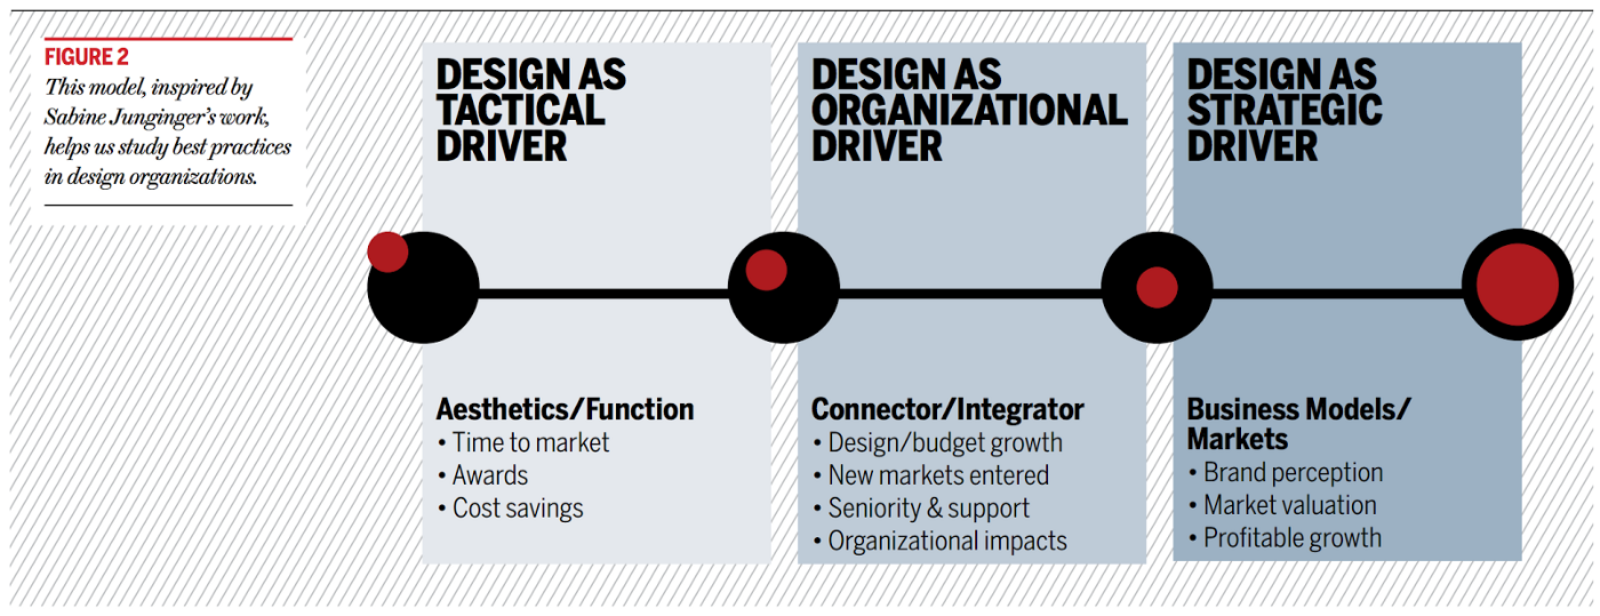 FIGURE 2
This model, inspired by
Sabine Junginger's work,
helps us study best practices
in design organizations.
DESIGN AS
TACTICAL
DRIVER
Aesthetics/Function
• Time to market
• Awards
• Cost savings
DESIGN AS
ORGANIZATIONAL
DRIVER
Connector/Integrator
• Design/budget growth
• New markets entered
• Seniority & support
• Organizational impacts
DESIGN AS
STRATEGIC
DRIVER
Business Models/
Markets
• Brand perception
• Market valuation
• Profitable growth